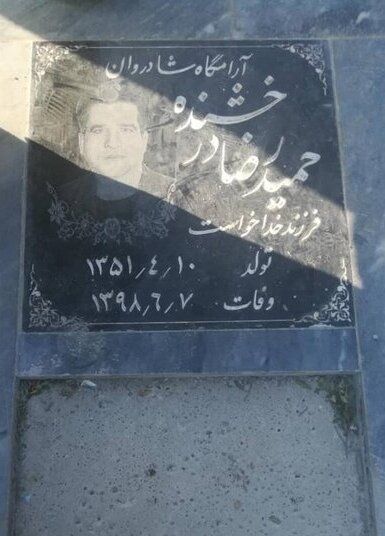 آرامگاه شادروان
حمیدرضا درخشنده
فرزند خداخواست
تولد ۱۳۵۱٫۴٫۱۰
وفات ۱۳۹۸٫۶٫۷